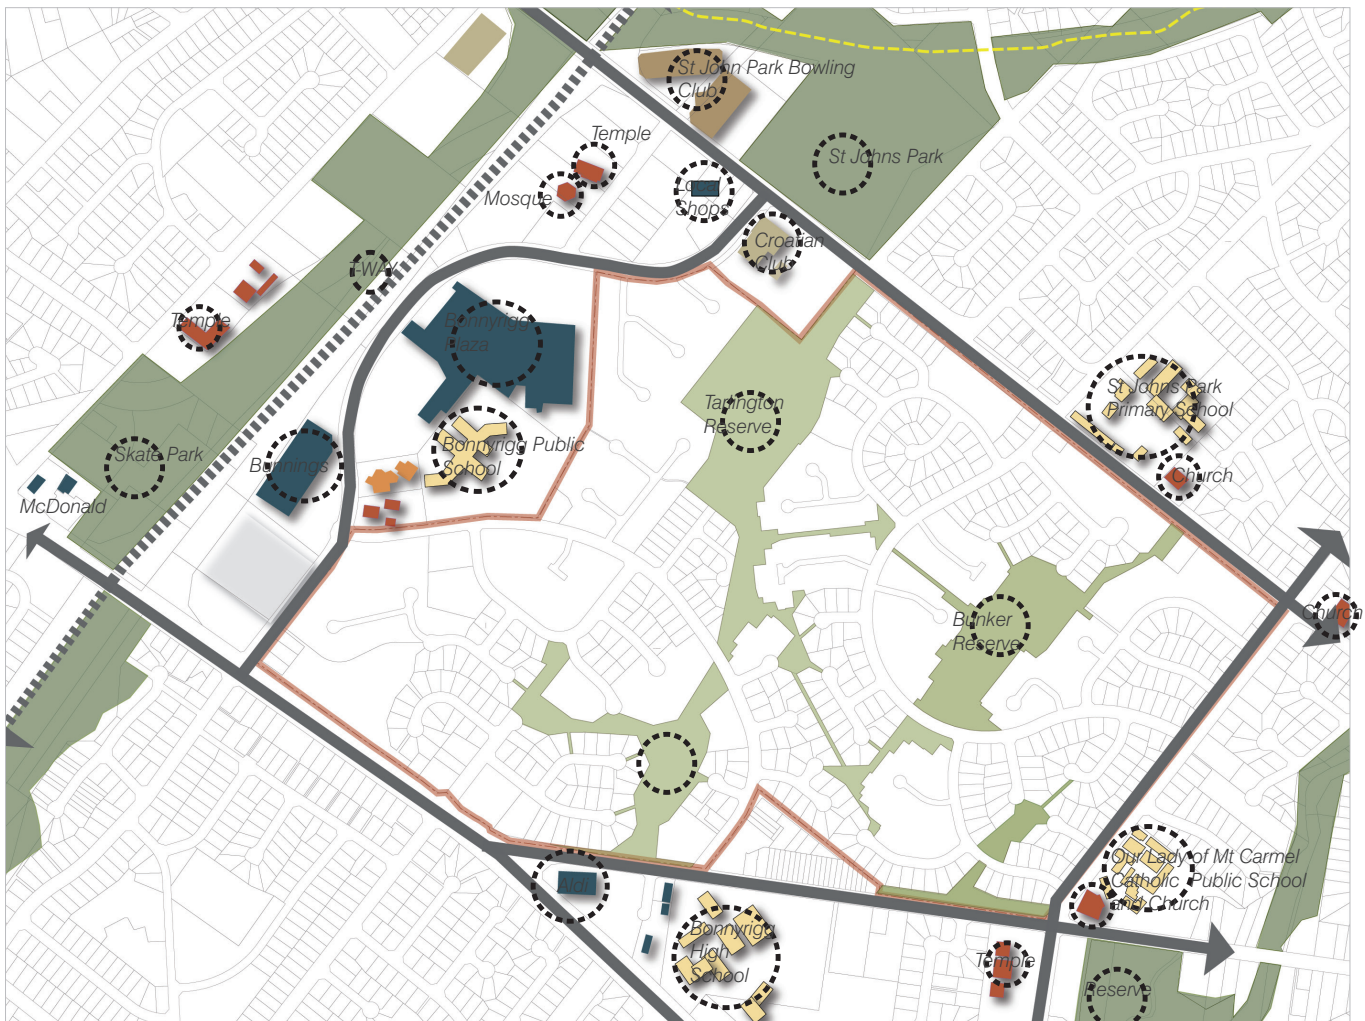 St John Park Bowling
Club
Temple
St Johns Park
Mosque
Local
Shops
Croatian
Club
T-WAY
Temple
Bonnyrigg
Plaza
St Johns Park
Primary School
Tarlington
Reserve
Skate Park
Bunnings
Bonnyrigg Public
School
Church
McDonald
Church
Bunker
Reserve
Our Lady of Mt Carmel
Catholic Public School
and Church
Aldi
Bonnyrigg
High
School
Temple
Reserve